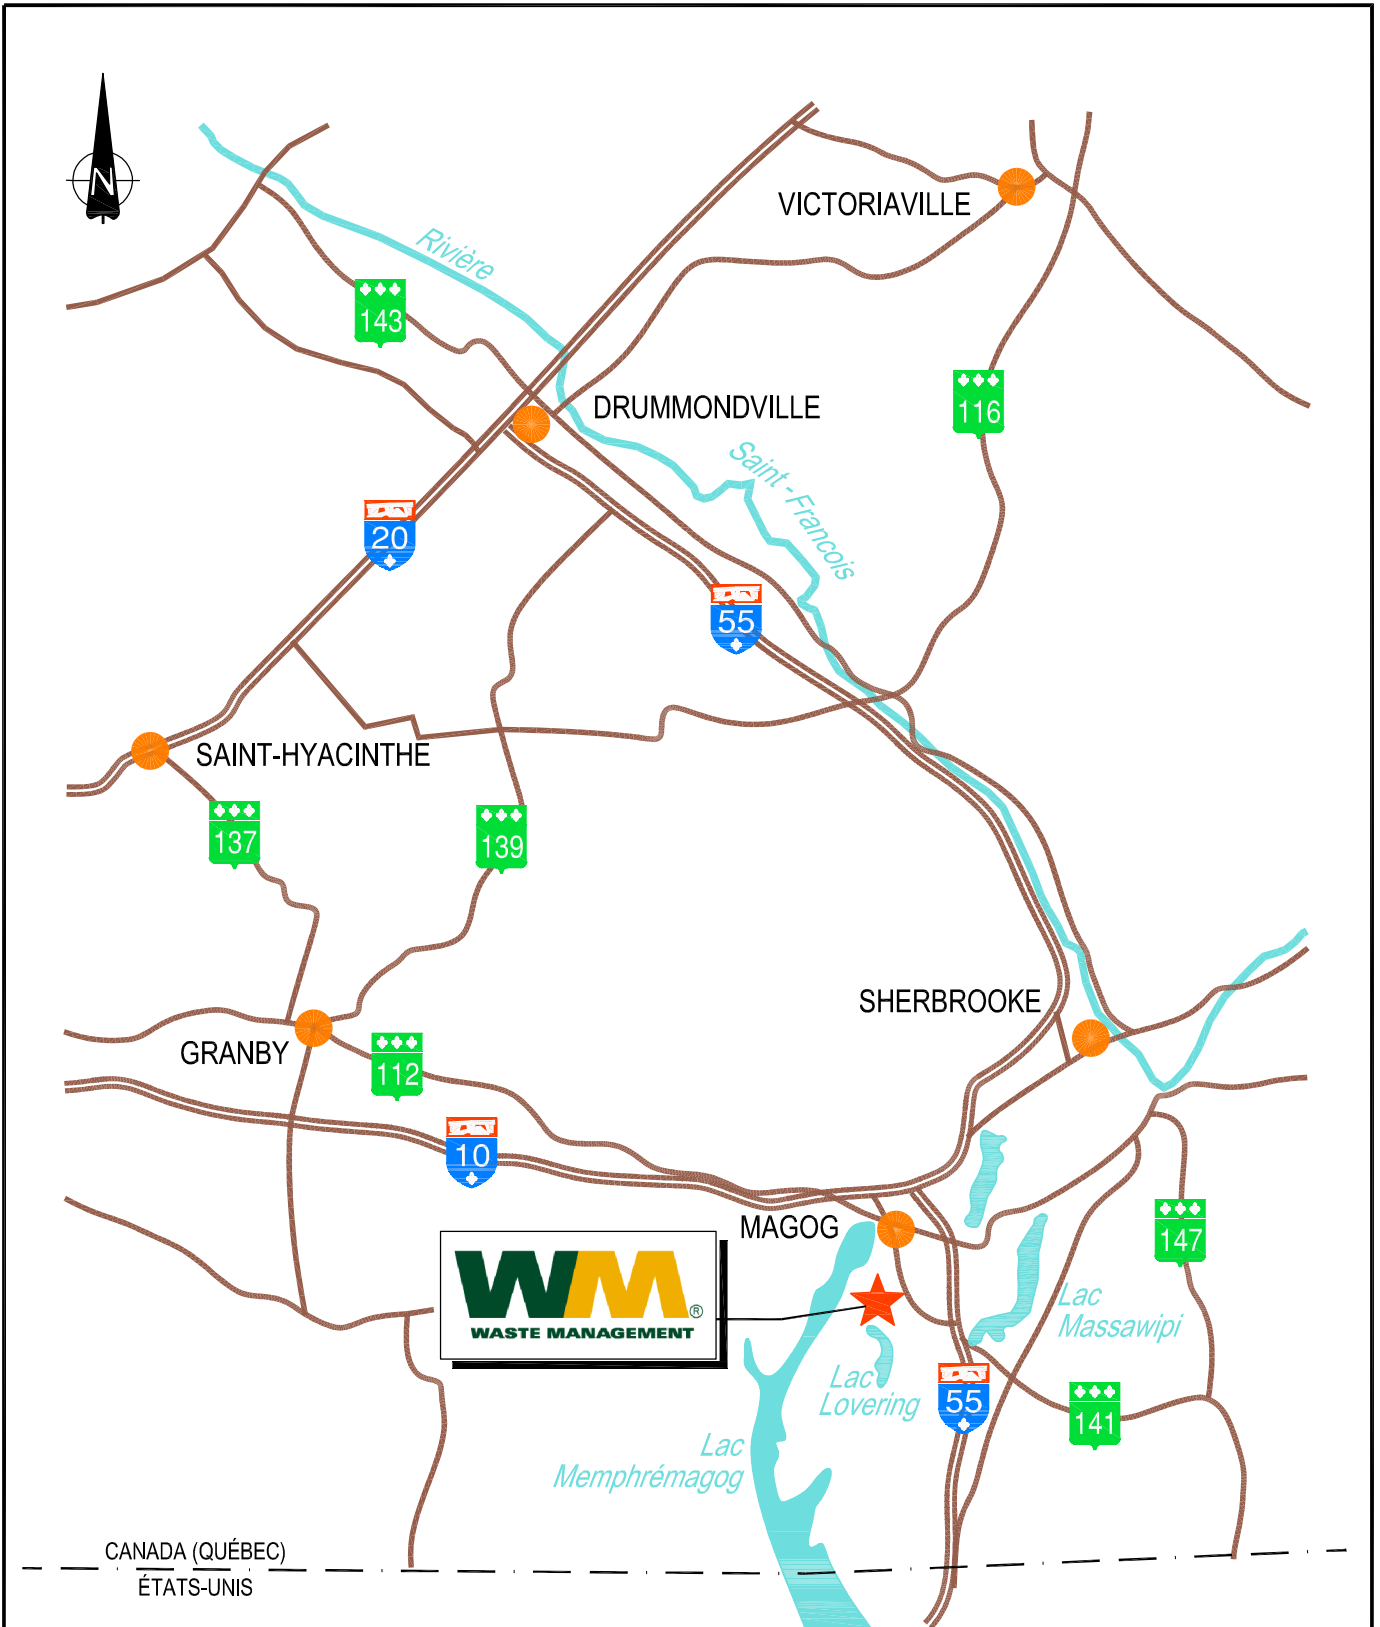 N
VICTORIAVILLE
Rivière
143
DRUMMONDVILLE
116
Saint - Francois
20
55
SAINT-HYACINTHE
137
139
SHERBROOKE
GRANBY
112
10
MAGOG
147
WM
®
WASTE MANAGEMENT
Lac
Massawipi
Lac
Lovering
55
141
Lac
Memphrémagog
CANADA (QUÉBEC)
ÉTATS-UNIS